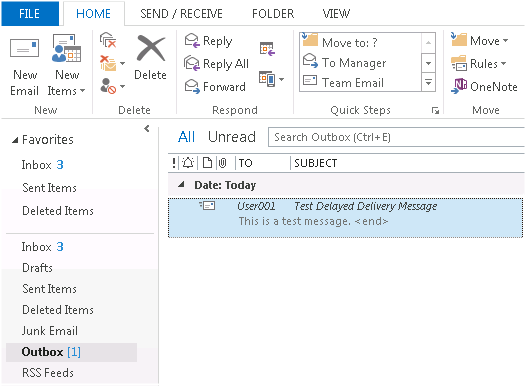 FILE HOME SEND / RECEIVE FOLDER VIEW
New Email
New Items
Delete
Reply
Reply All
Forward
Move to: ?
To Manager
Team Email
Move
Rules
OneNote
New Delete Respond Quick Steps Move
Favorites
Inbox 3
Sent Items
Deleted Items
Inbox 3
Drafts
Sent Items
Deleted Items
Junk Email
Outbox [1]
RSS Feeds
All Unread Search Outbox (Ctrl+E)
! TO SUBJECT
Date: Today
User001 Test Delayed Delivery Message
This is a test message. <end>